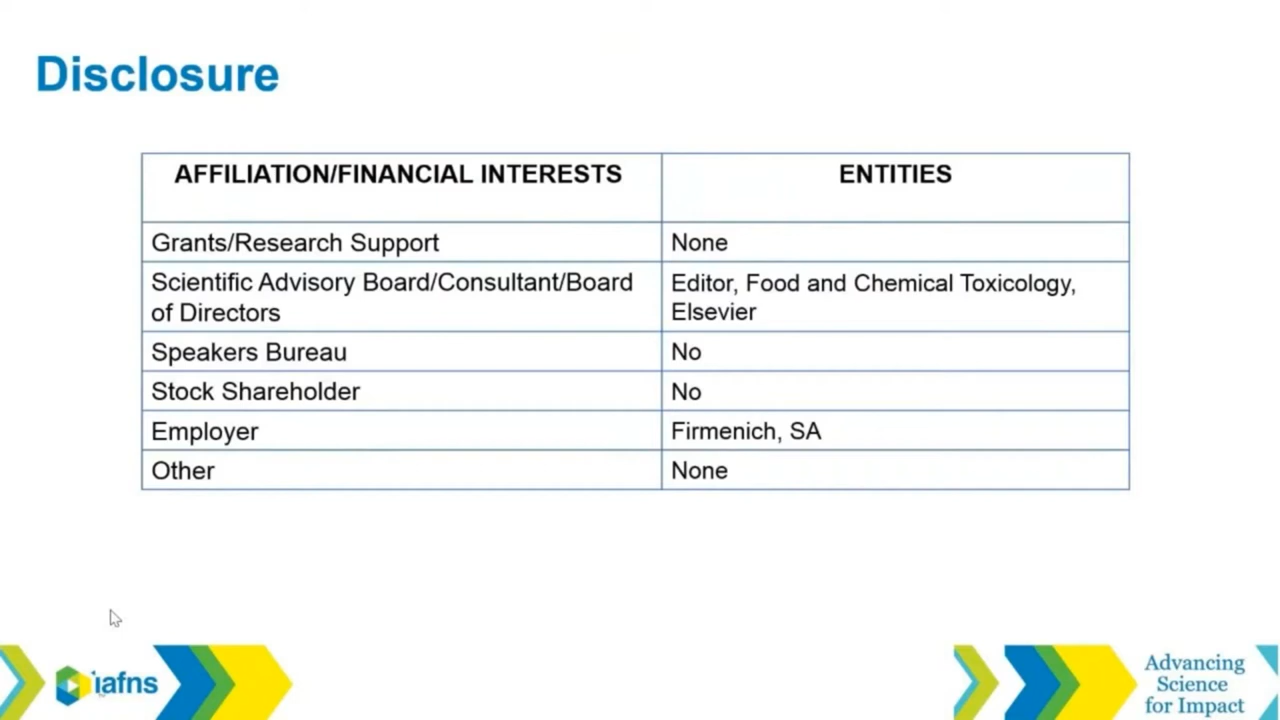 Disclosure
AFFILIATION/FINANCIAL INTERESTS
ENTITIES
Grants/Research Support
None
Scientific Advisory Board/Consultant/Board
of Directors
Editor, Food and Chemical Toxicology,
Elsevier
Speakers Bureau
No
Stock Shareholder
No
Employer
Firmenich, SA
Other
None
iafns
Advancing
Science
for Impact